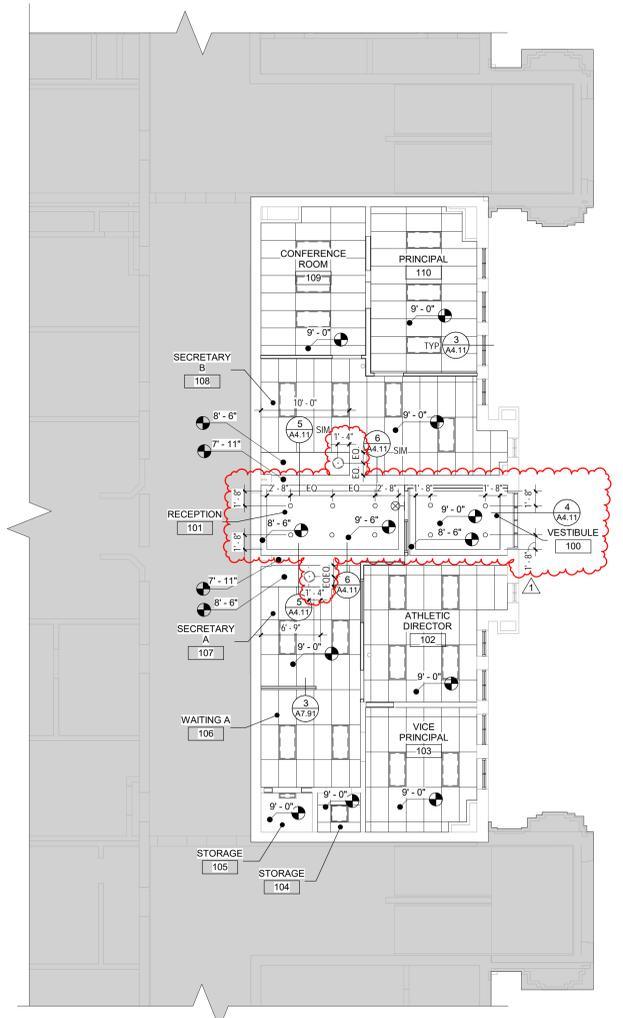 CONFERENCE
ROOM
109
PRINCIPAL
110
9' - 0"
9' - 0"
TYP
3
A4.11
SECRETARY
B
108
10' - 0"
8' - 6"
5
A4.11
SIM
1' - 4"
6
A4.11
SIM
9' - 0"
7' - 11"
EQ.
EQ.
2' - 8"
EQ
EQ
2' - 8"
1' - 8"
1' - 8"
1' - 8"
1' - 8"
4
A4.11
RECEPTION
101
8' - 6"
9' - 6"
9' - 0"
8' - 6"
VESTIBULE
100
1' - 8"
1' - 8"
1
7' - 11"
8' - 6"
EQ.
EQ.
1' - 4"
6
A4.11
5
A4.11
SECRETARY
A
107
6' - 9"
9' - 0"
ATHLETIC
DIRECTOR
102
9' - 0"
WAITING A
106
3
A7.91
VICE
PRINCIPAL
103
9' - 0"
9' - 0"
9' - 0"
STORAGE
105
STORAGE
104